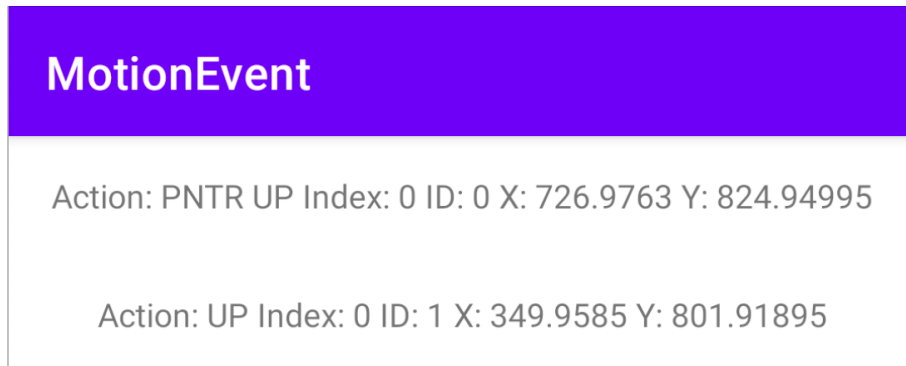 MotionEvent
Action: PNTR UP Index: 0 ID: 0 X: 726.9763 Y: 824.94995
Action: UP Index: 0 ID: 1 X: 349.9585 Y: 801.91895